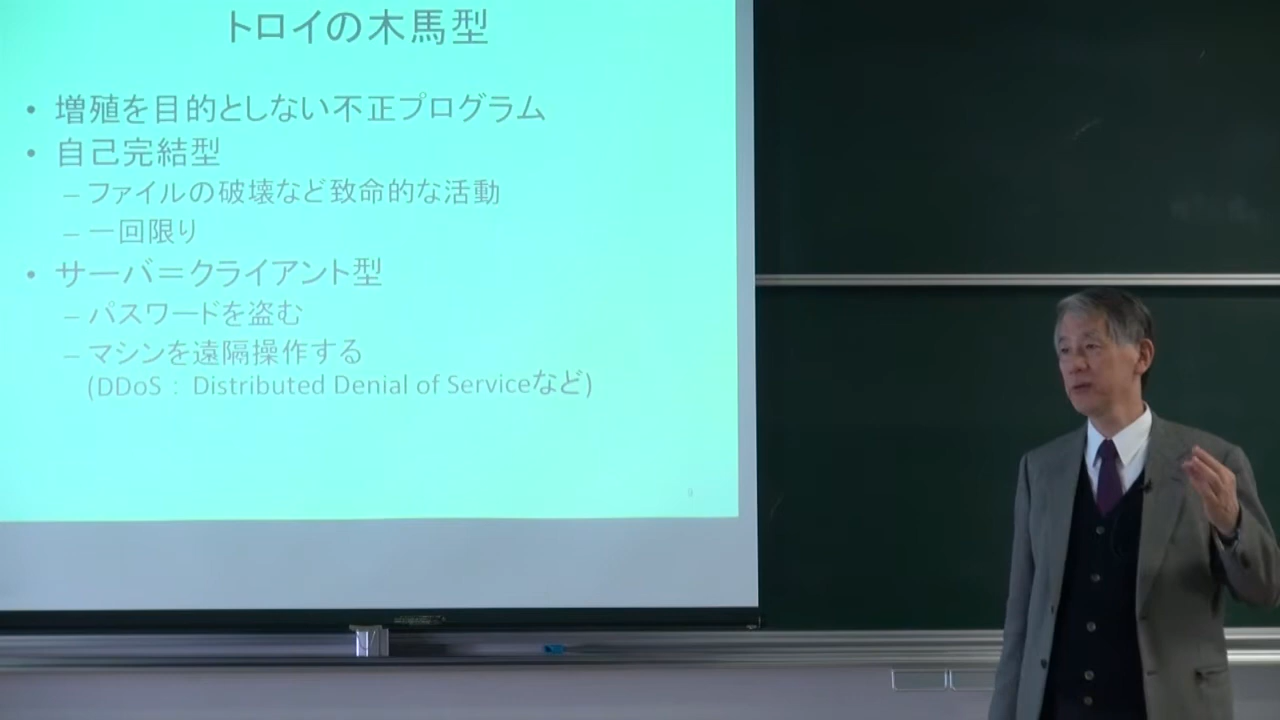 トロイの木馬型
• 増殖を目的としない不正プログラム
• 自己完結型
– ファイルの破壊など致命的な活動
– 一回限り
• サーバ＝クライアント型
– パスワードを盗む
– マシンを遠隔操作する
(DDoS： Distributed Denial of Serviceなど)
9